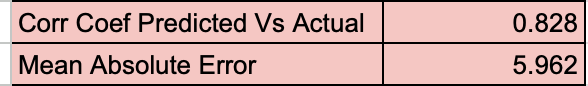 Corr Coef Predicted Vs Actual 0.828
Mean Absolute Error 5.962